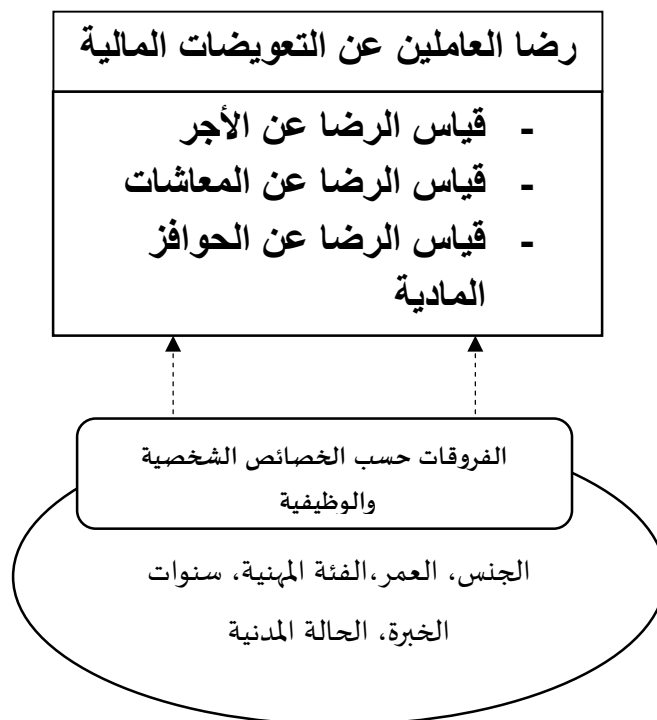 رضا العاملين عن التعويضات المالية
- قياس الرضا عن الأجر
- قياس الرضا عن المعاشات
- قياس الرضا عن الحوافز
المادية
الفروقات حسب الخصائص الشخصية
والوظيفية
الجنس، العمر،الفئة المهنية، سنوات
الخبرة، الحالة المدنية